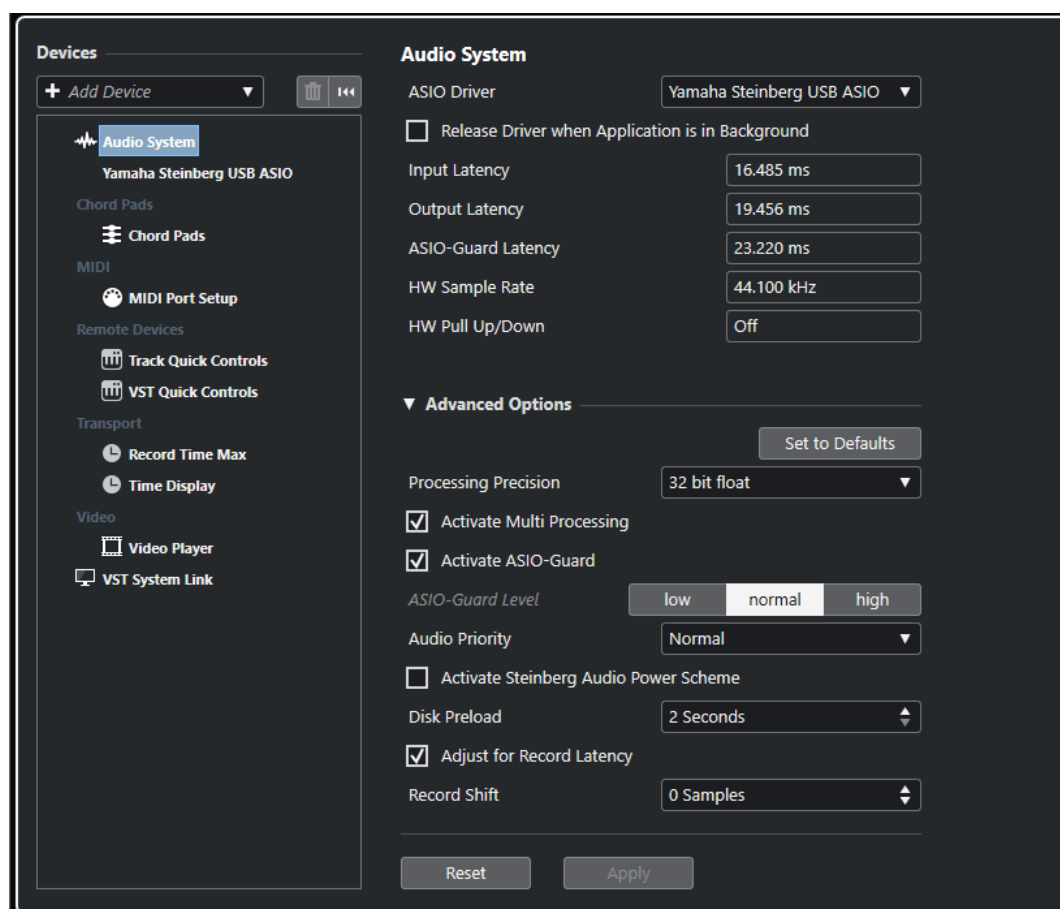 Devices
Add Device
Audio System
Yamaha Steinberg USB ASIO
Chord Pads
Chord Pads
MIDI
MIDI Port Setup
Remote Devices
Track Quick Controls
VST Quick Controls
Transport
Record Time Max
Time Display
Video
Video Player
VST System Link
Audio System
ASIO Driver Yamaha Steinberg USB ASIO
Release Driver when Application is in Background
Input Latency 16.485 ms
Output Latency 19.456 ms
ASIO-Guard Latency 23.220 ms
HW Sample Rate 44.100 kHz
HW Pull Up/Down Off
Advanced Options
Set to Defaults
Processing Precision 32 bit float
Activate Multi Processing
Activate ASIO-Guard
ASIO-Guard Level low normal high
Audio Priority Normal
Activate Steinberg Audio Power Scheme
Disk Preload 2 Seconds
Adjust for Record Latency
Record Shift 0 Samples
Reset Apply